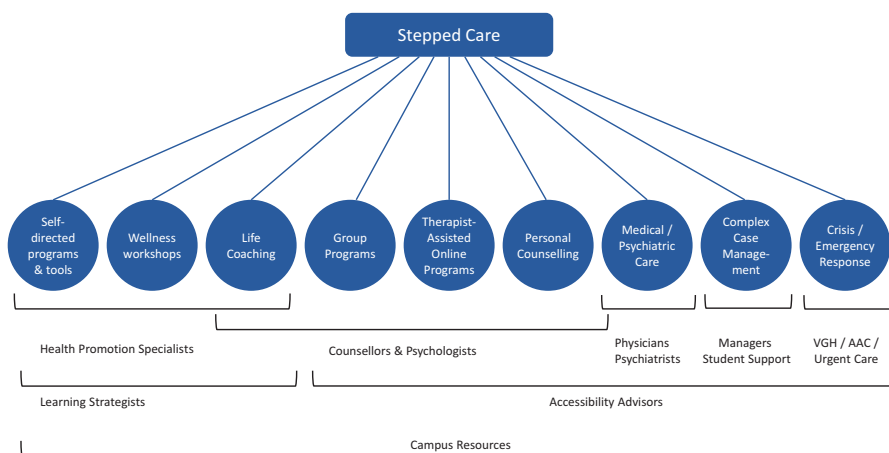 Stepped Care
Self-
directed
programs
& tools
Wellness
workshops
Life
Coaching
Group
Programs
Therapist-
Assisted
Online
Programs
Personal
Counselling
Medical /
Psychiatric
Care
Complex
Case
Manage-
ment
Crisis /
Emergency
Response
Health Promotion Specialists
Counsellors & Psychologists
Physicians
Psychiatrists
Managers
Student Support
VGH / AAC /
Urgent Care
Learning Strategists
Accessibility Advisors
Campus Resources